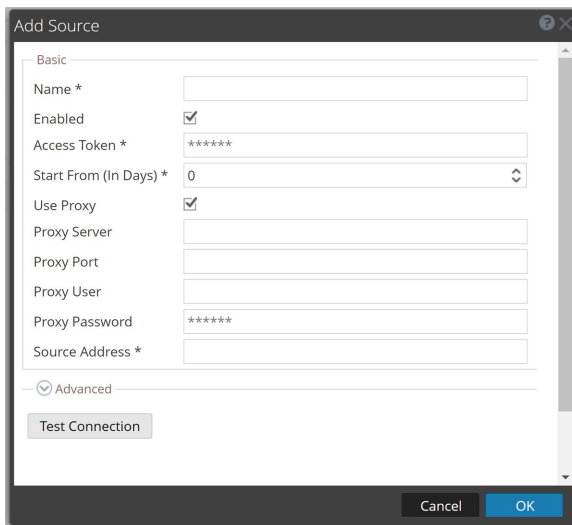 Add Source
Basic
Name *
Enabled
Access Token * ******
Start From (In Days) * 0
Use Proxy
Proxy Server
Proxy Port
Proxy User
Proxy Password ******
Source Address *
Advanced
Test Connection
Cancel OK